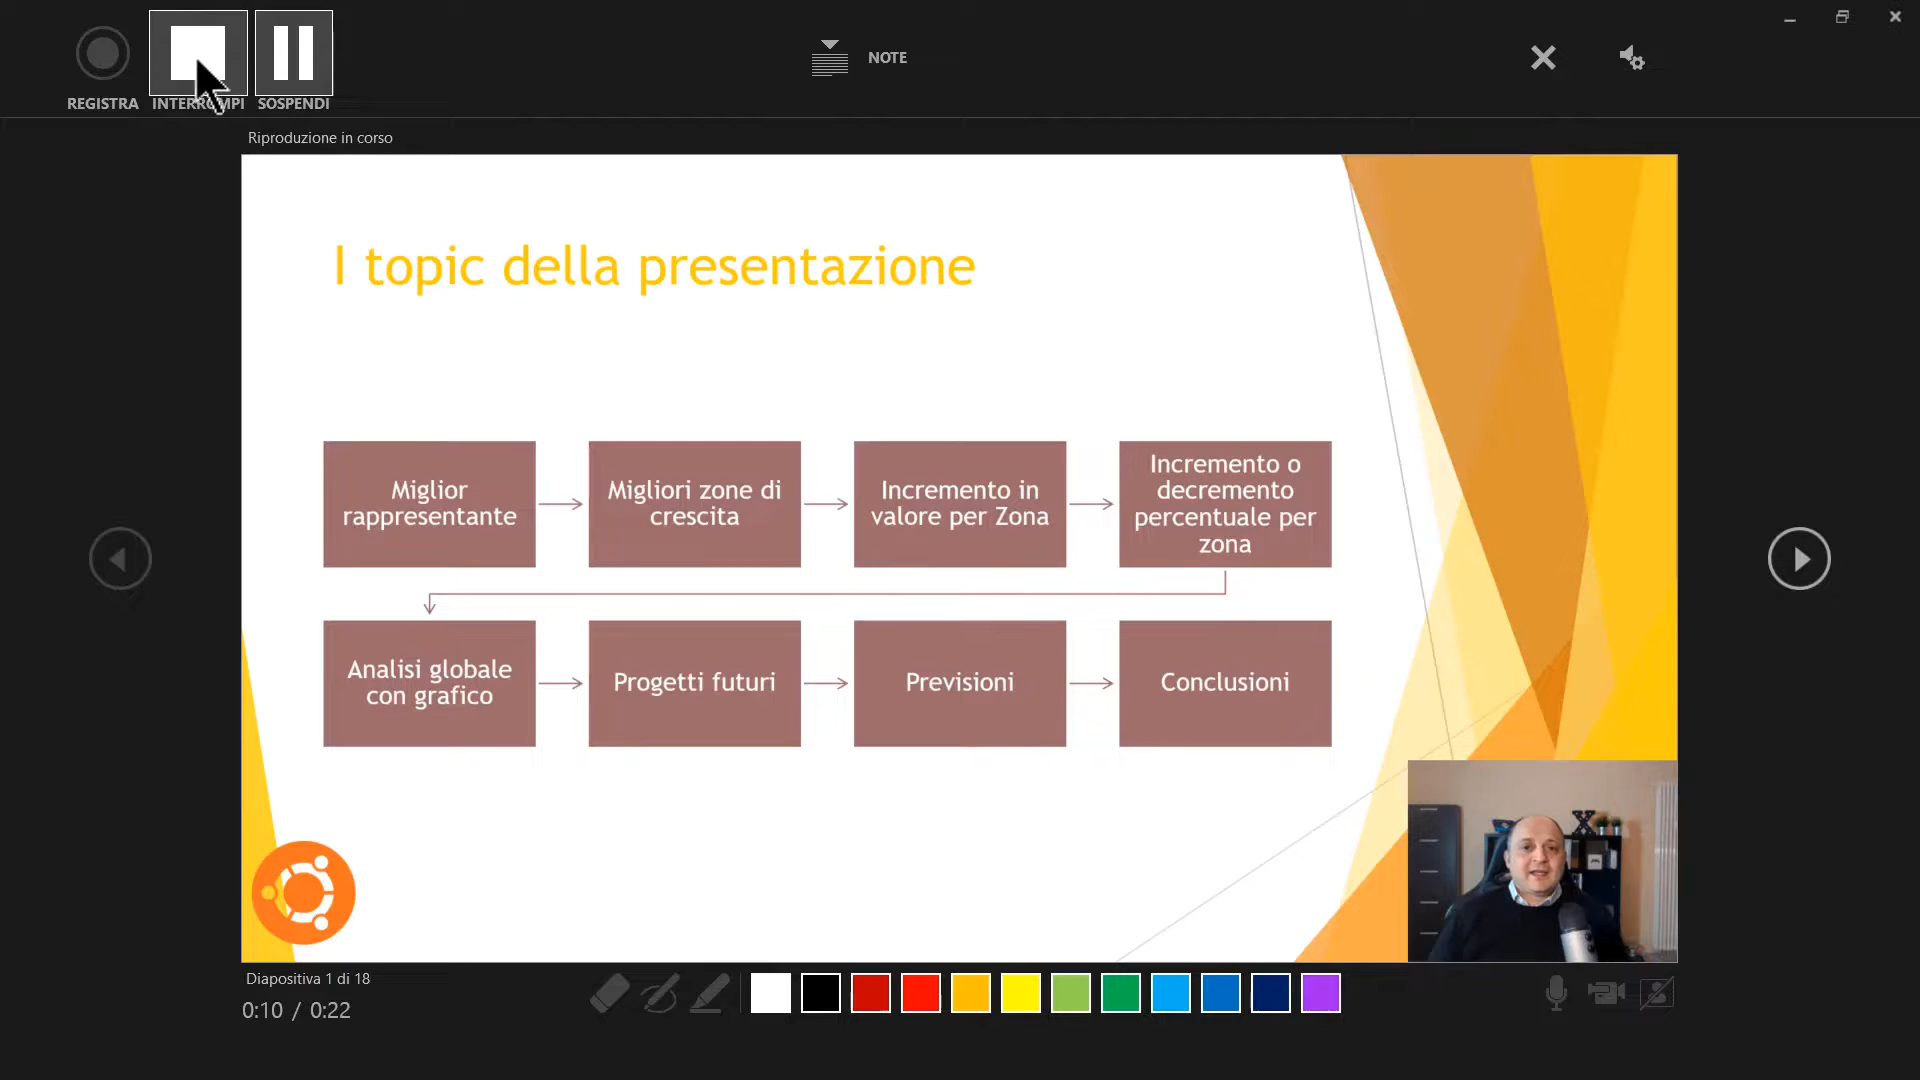 REGISTRA
INTERROMPI
SOSPENDI
NOTE
Riproduzione in corso
I topic della presentazione
Miglior
rappresentante
Migliori zone di
crescita
Incremento in
valore per Zona
Incremento o
decremento
percentuale per
zona
Analisi globale
con grafico
Progetti futuri
Previsioni
Conclusioni
Diapositiva 1 di 18
0:10 / 0:22